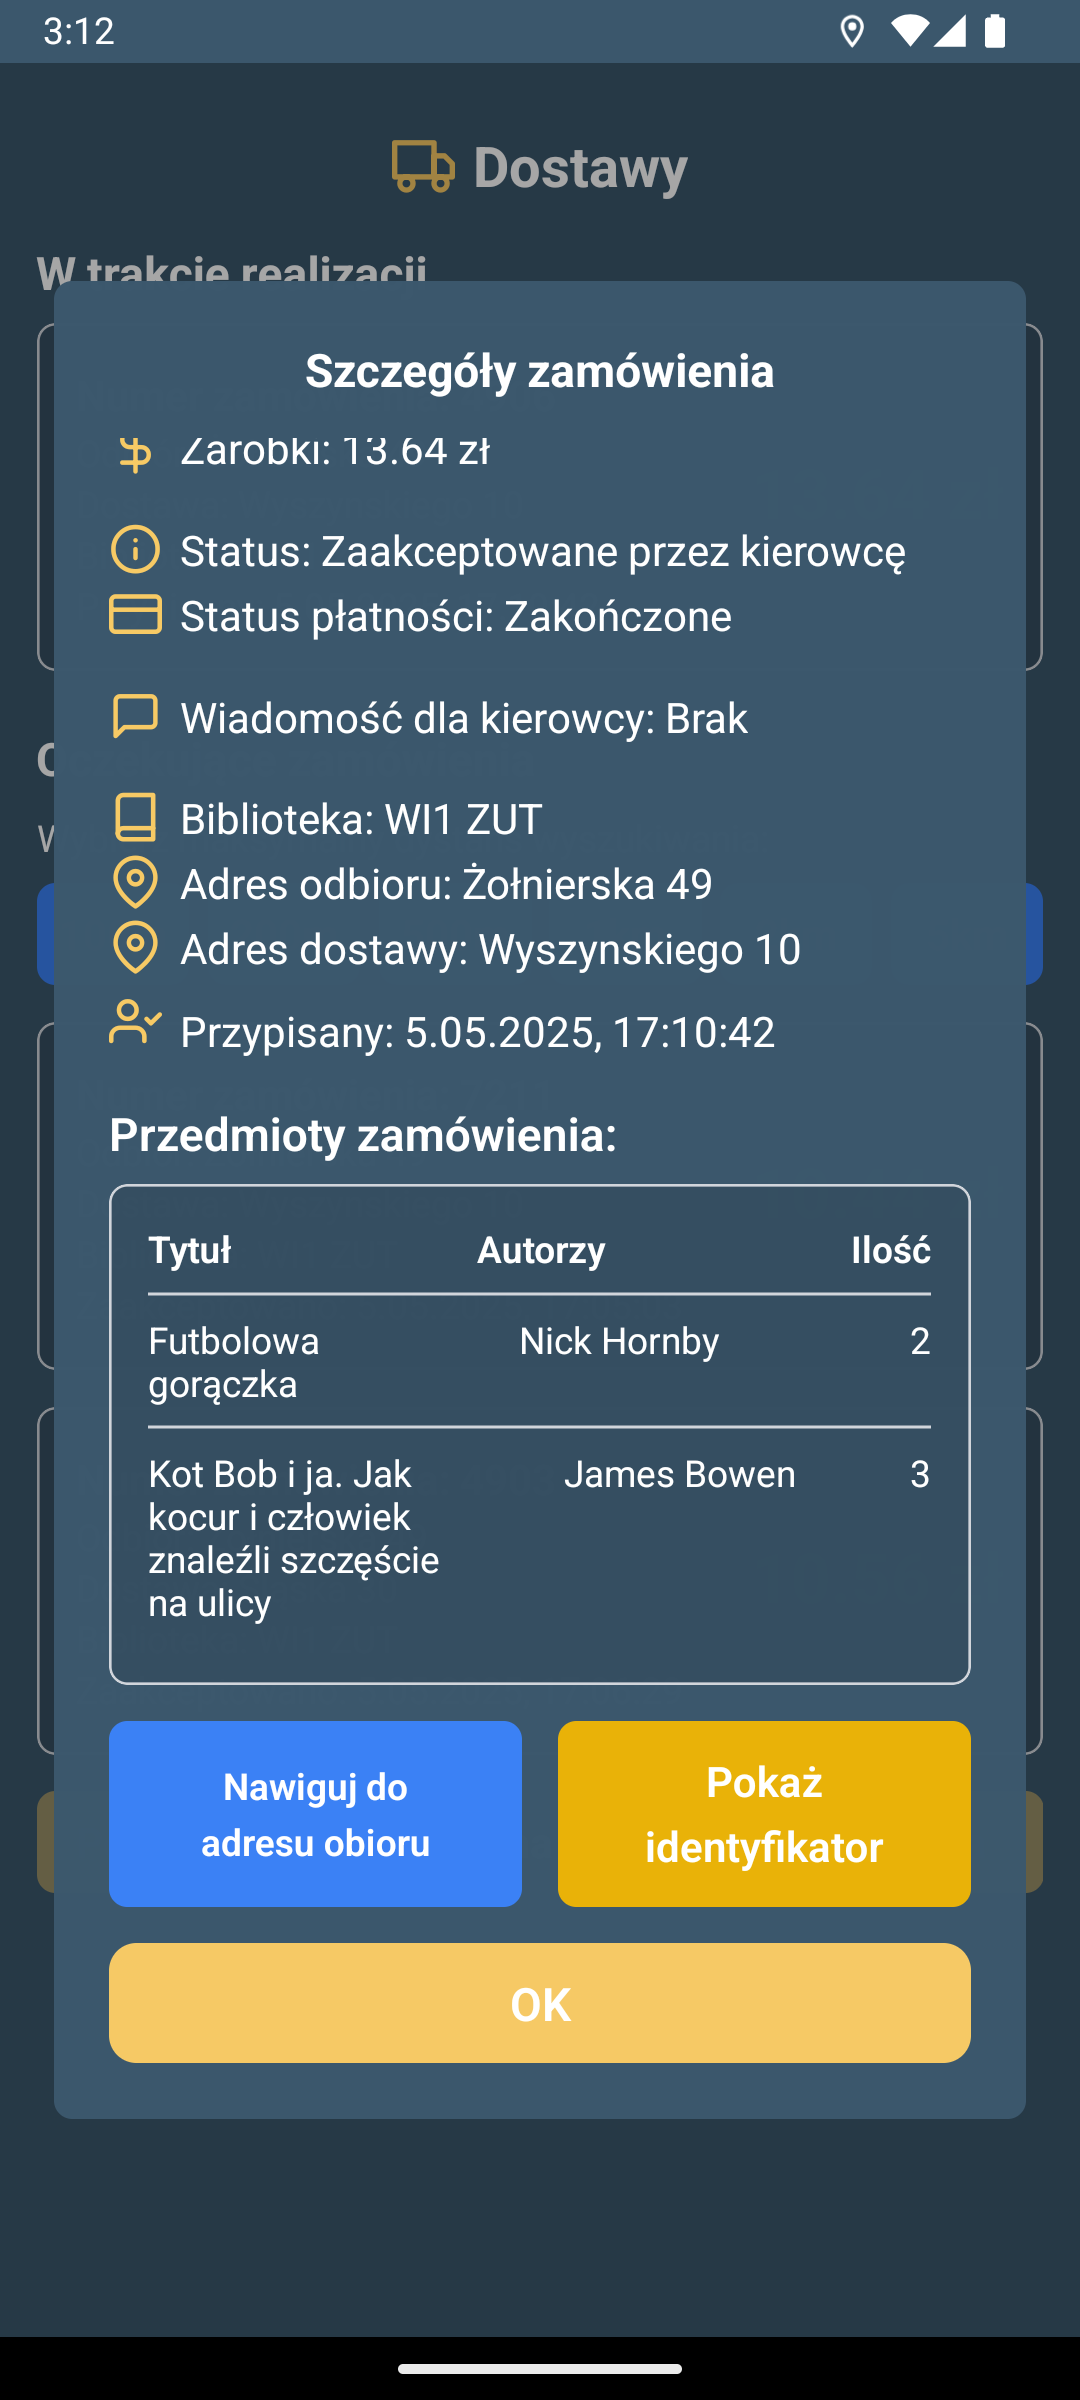 3:12
Dostawy
W trakcie realizacji
Szczegóły zamówienia
Zarobki: 13.64 zł
Status: Zaakceptowane przez kierowcę
Status płatności: Zakończone
Wiadomość dla kierowcy: Brak
Biblioteka: WI1 ZUT
Adres odbioru: Żołnierska 49
Adres dostawy: Wyszynskiego 10
Przypisany: 5.05.2025, 17:10:42
Przedmioty zamówienia:
Tytuł Autorzy Ilość
Futbolowa Nick Hornby 2
gorączka
Kot Bob i ja. Jak James Bowen 3
kocur i człowiek
znaleźli szczęście
na ulicy
Nawiguj do
adresu obioru
Pokaż
identyfikator
OK